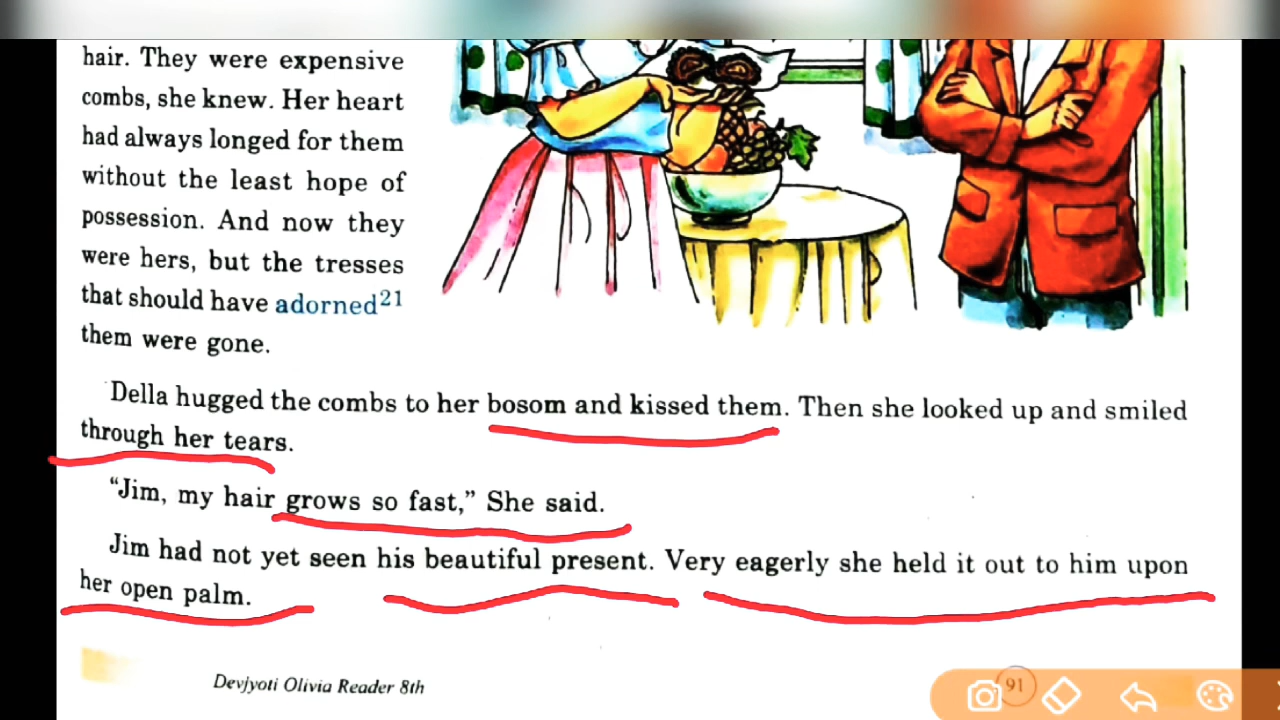 hair. They were expensive
combs, she knew. Her heart
had always longed for them
without the least hope of
possession. And now they
were hers, but the tresses
that should have adorned21
them were gone.
Della hugged the combs to her bosom and kissed them. Then she looked up and smiled
through her tears.
“Jim, my hair grows so fast,” She said.
Jim had not yet seen his beautiful present. Very eagerly she held it out to him upon
her open palm.
Devjyoti Olivia Reader 8th
91